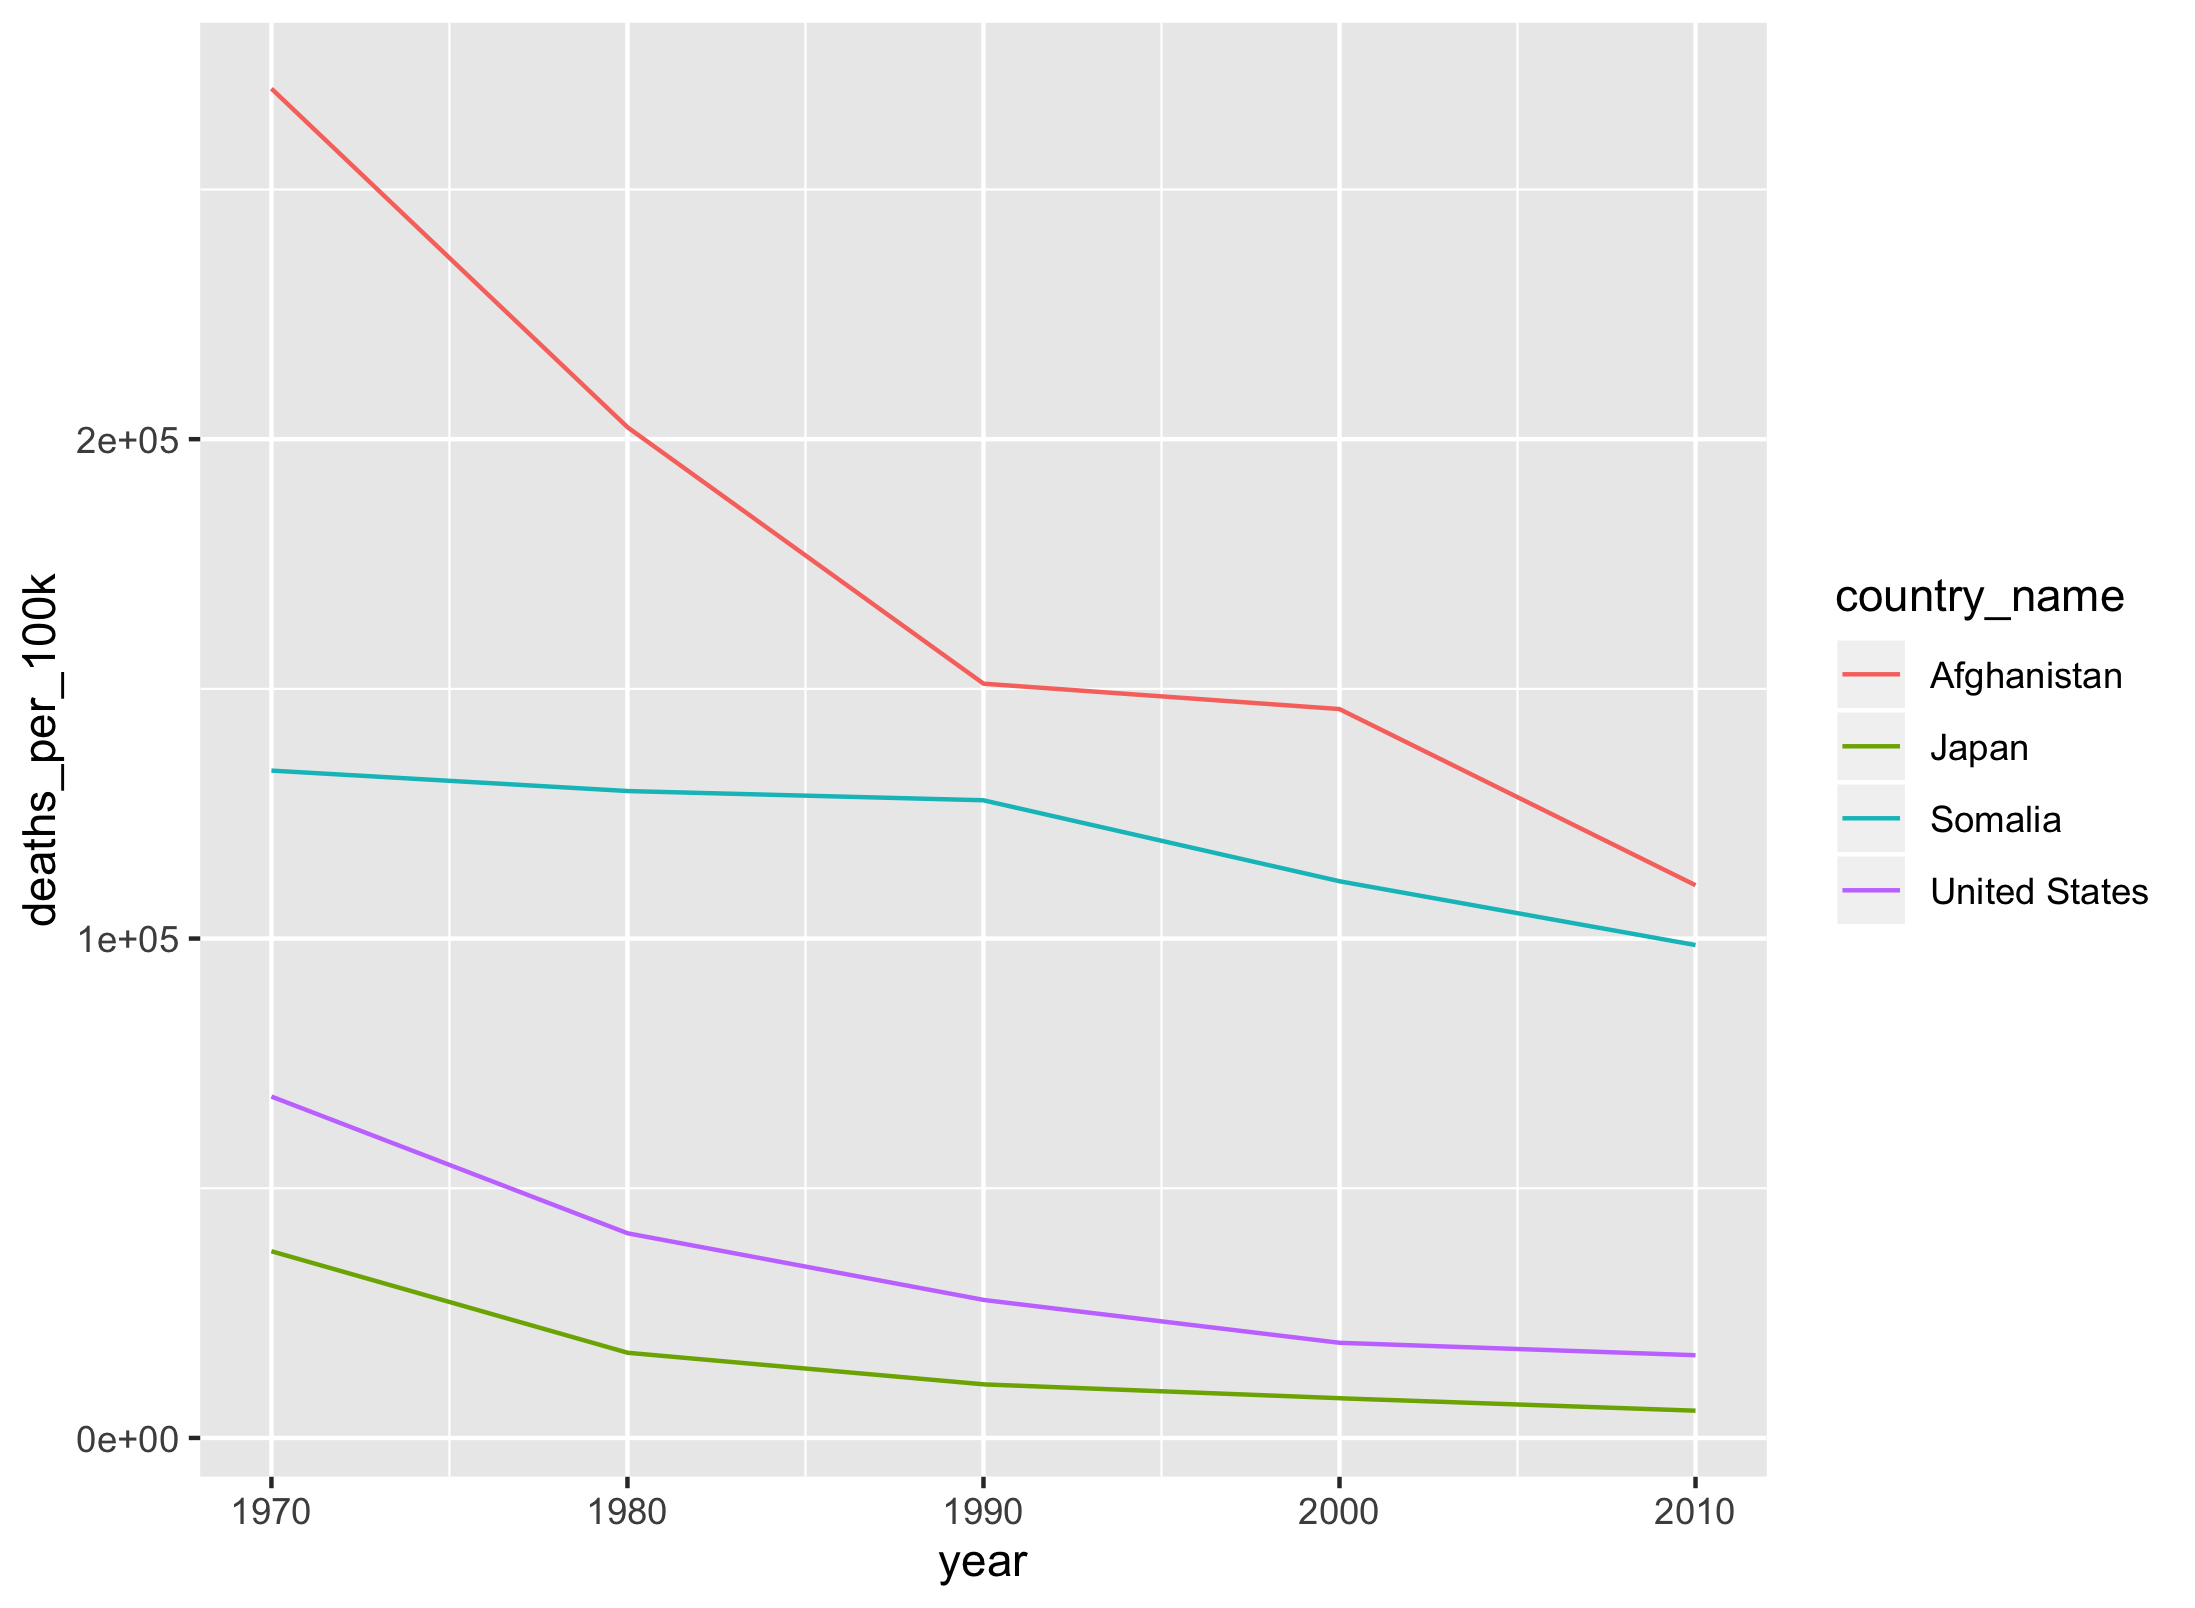 deaths_per_100k
2e+05
1e+05
0e+00
1970 1980 1990 2000 2010
year
country_name
Afghanistan
Japan
Somalia
United States